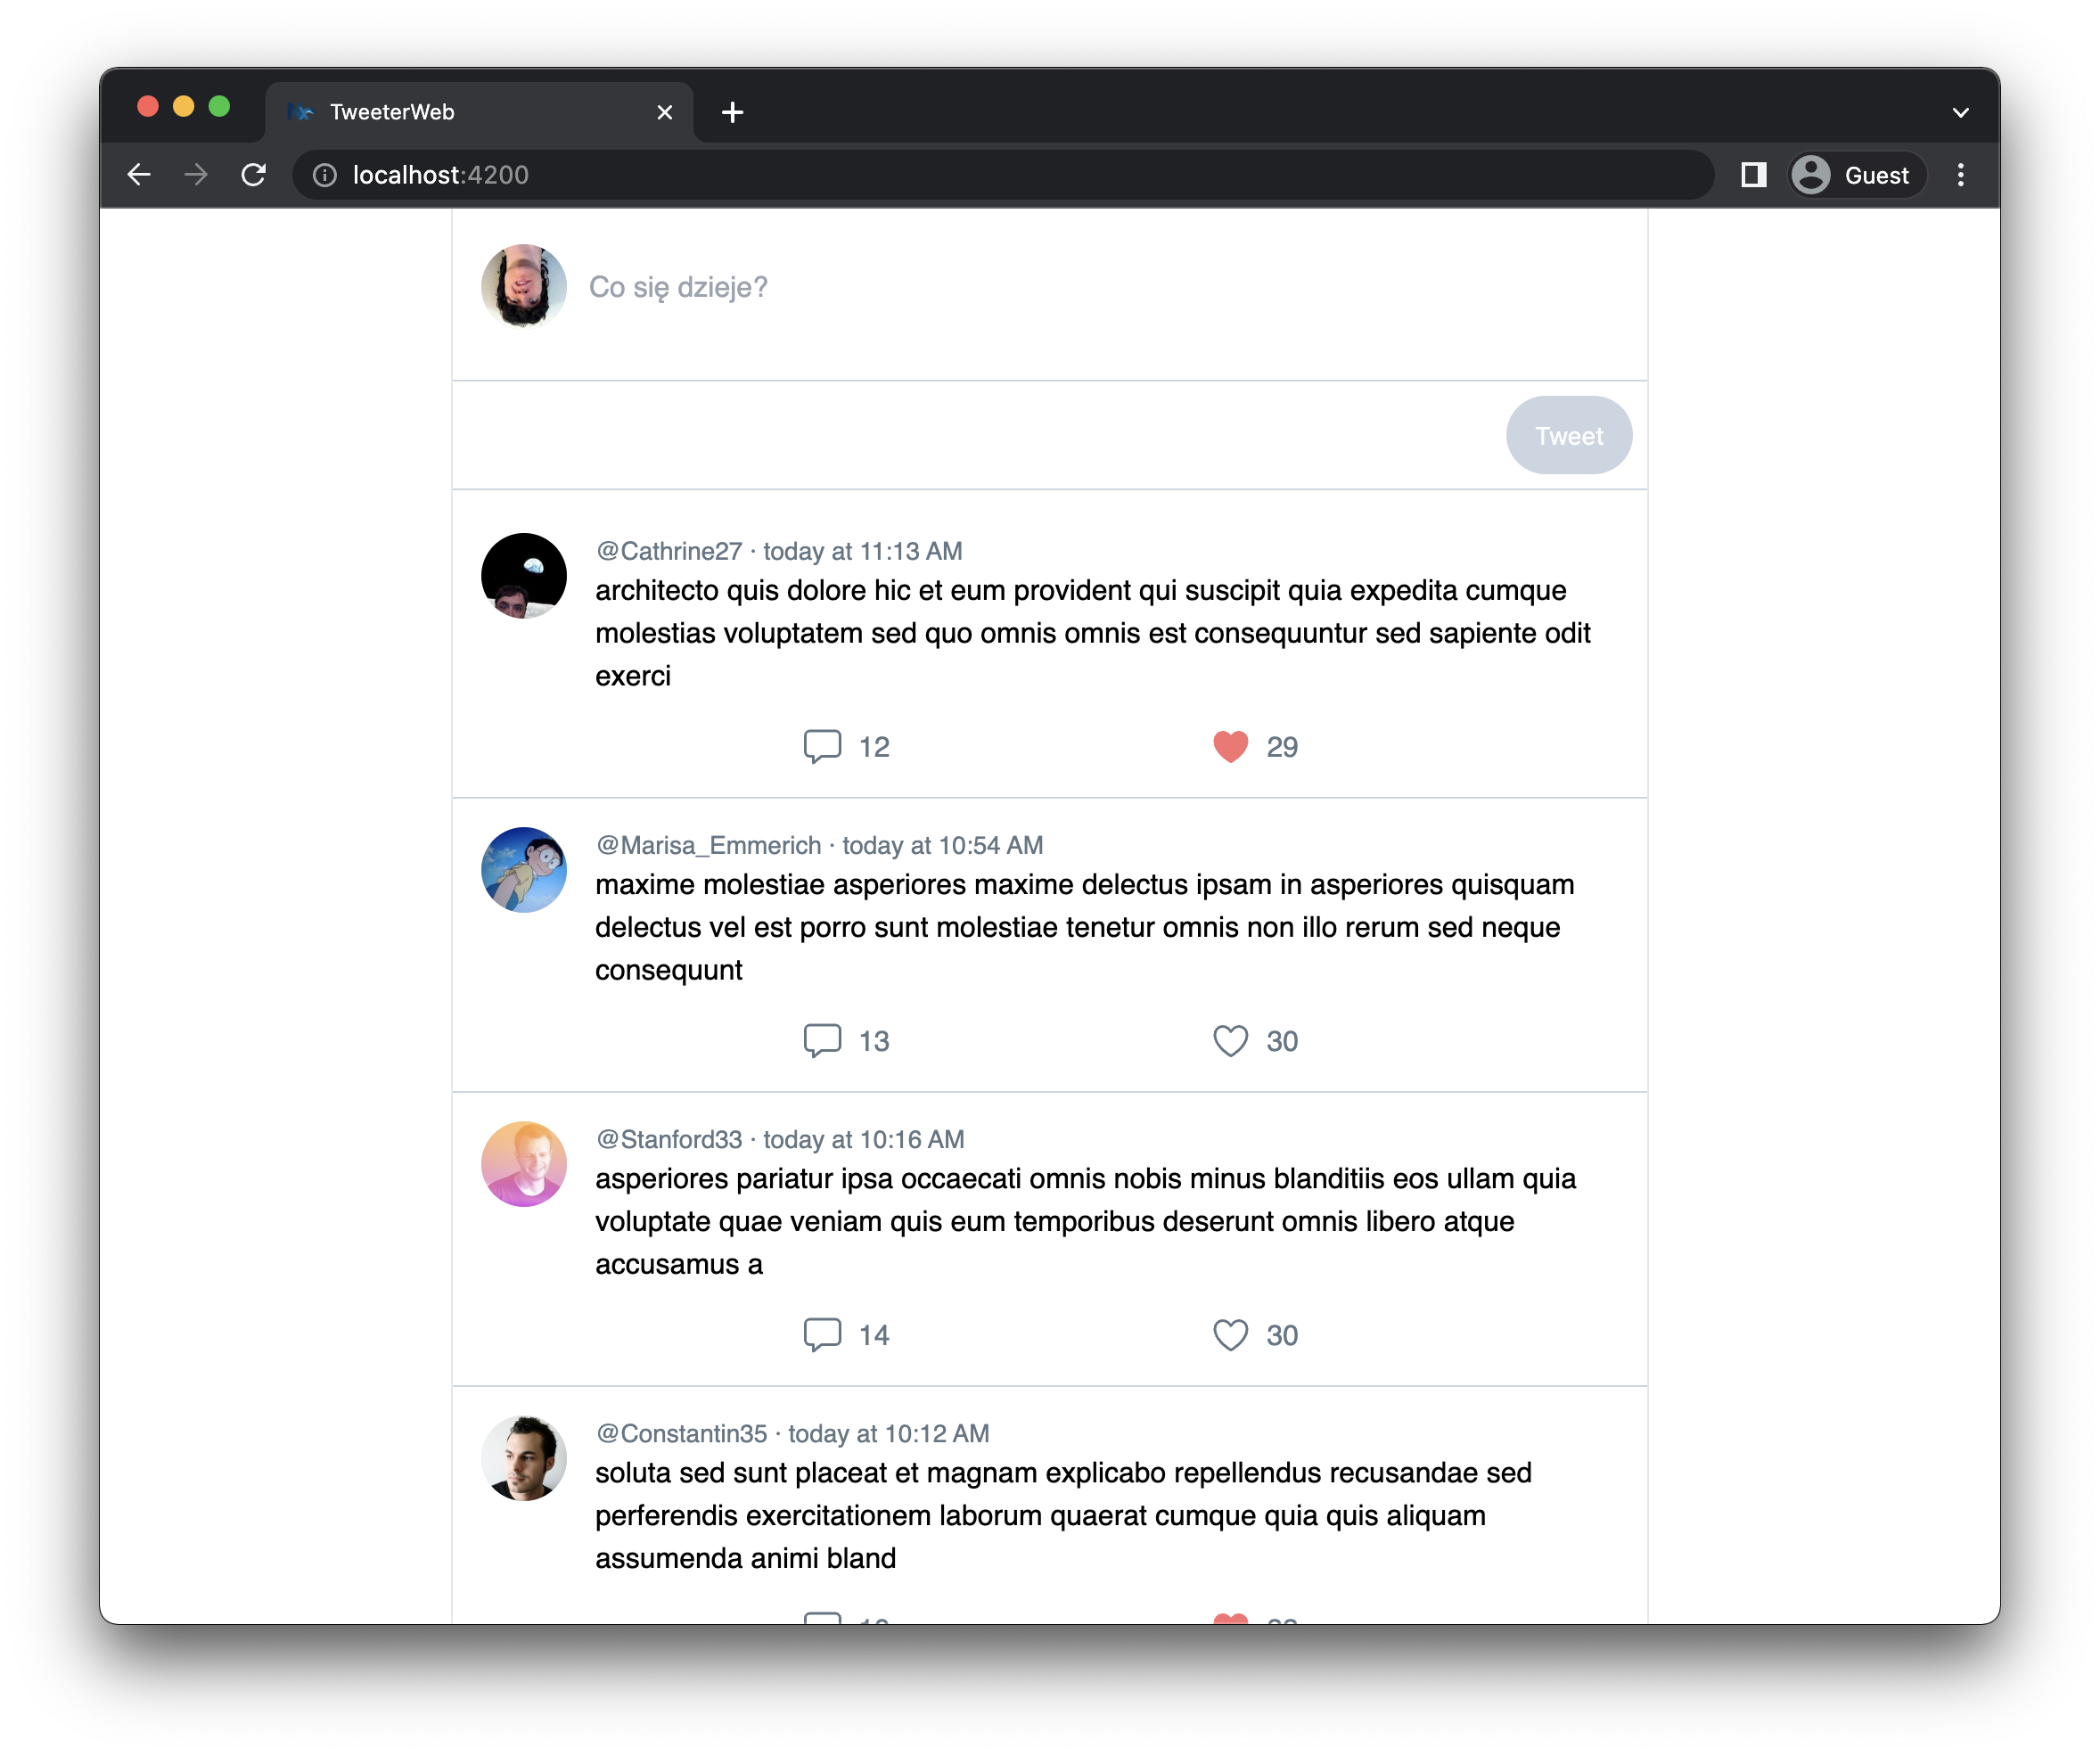 TweeterWeb
localhost:4200
Guest
Co się dzieje?
Tweet
@Cathrine27 · today at 11:13 AM
architecto quis dolore hic et eum provident qui suscipit quia expedita cumque
molestias voluptatem sed quo omnis omnis est consequuntur sed sapiente odit
exerci
12 29
@Marisa_Emmerich · today at 10:54 AM
maxime molestiae asperiores maxime delectus ipsam in asperiores quisquam
delectus vel est porro sunt molestiae tenetur omnis non illo rerum sed neque
consequunt
13 30
@Stanford33 · today at 10:16 AM
asperiores pariatur ipsa occaecati omnis nobis minus blanditiis eos ullam quia
voluptate quae veniam quis eum temporibus deserunt omnis libero atque
accusamus a
14 30
@Constantin35 · today at 10:12 AM
soluta sed sunt placeat et magnam explicabo repellendus recusandae sed
perferendis exercitationem laborum quaerat cumque quia quis aliquam
assumenda animi bland